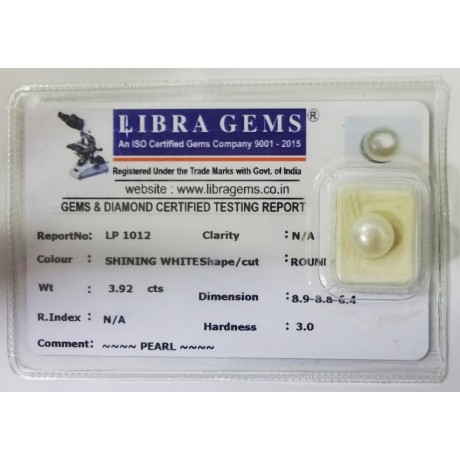 LIBRA GEMS ®
An ISO Certified Gems Company 9001 - 2015
Registered Under the Trade Marks with Govt. of India
website : www.libragems.co.in
GEMS & DIAMOND CERTIFIED TESTING REPORT
ReportNo: LP 1012 Clarity : N/A
Colour : SHINING WHITE Shape/cut : ROUND
Wt : 3.92 cts Dimension : 8.9-8.8-6.4
R.Index : N/A Hardness : 3.0
Comment: ~~~~ PEARL ~~~~